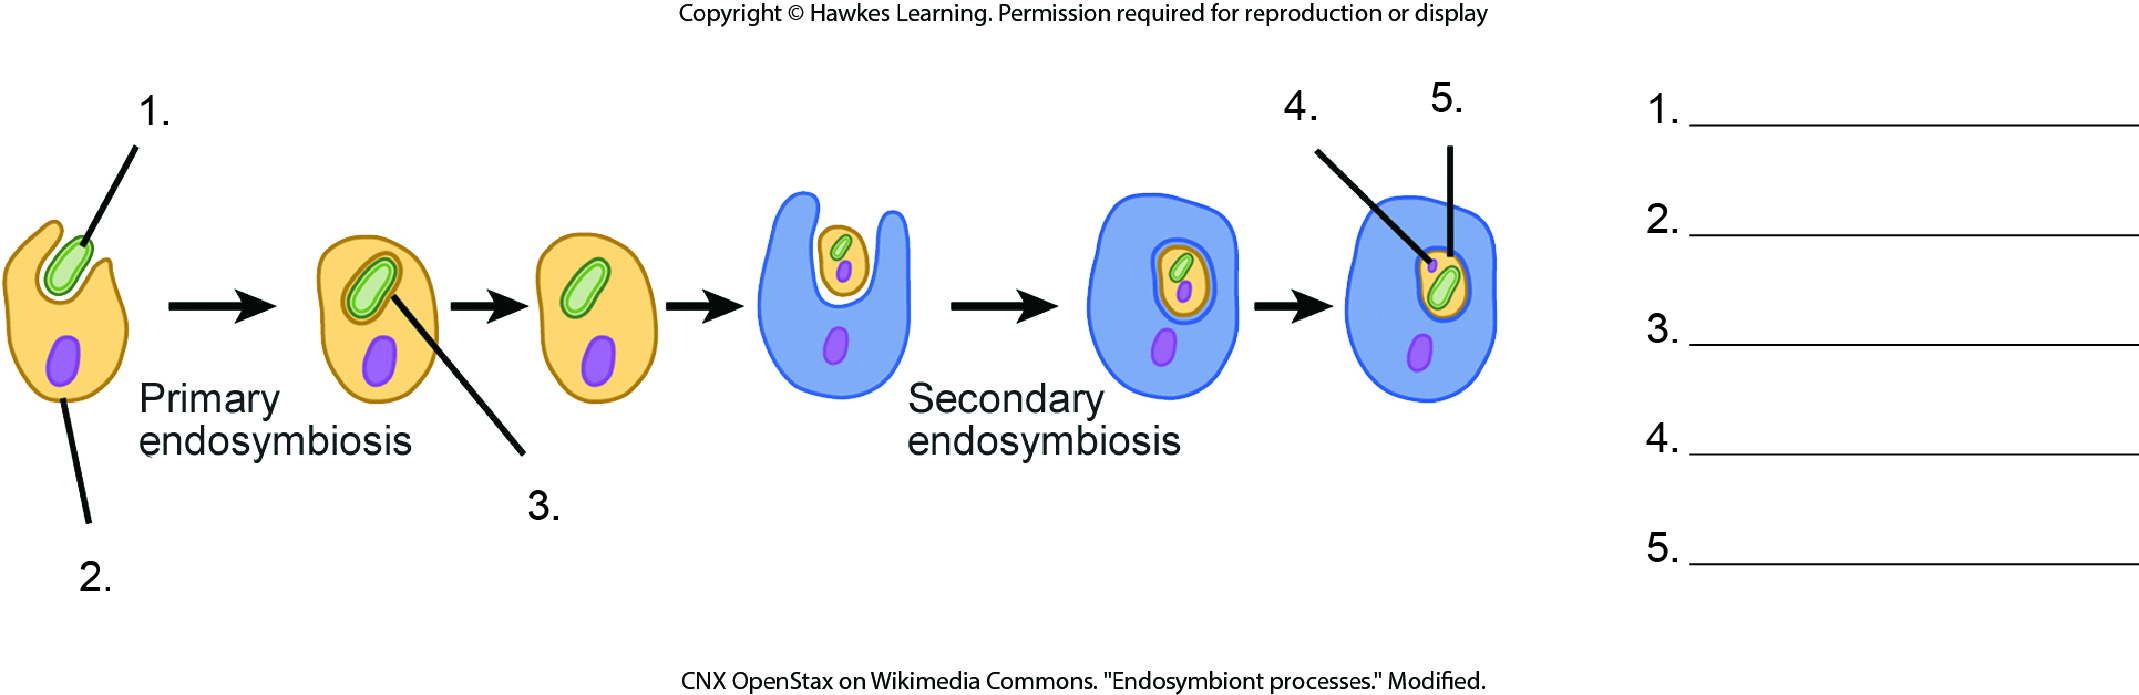 Copyright © Hawkes Learning. Permission required for reproduction or display
1.
2.
Primary
endosymbiosis
3.
Secondary
endosymbiosis
4.
5.
1.
2.
3.
4.
5.
CNX OpenStax on Wikimedia Commons. "Endosymbiont processes." Modified.